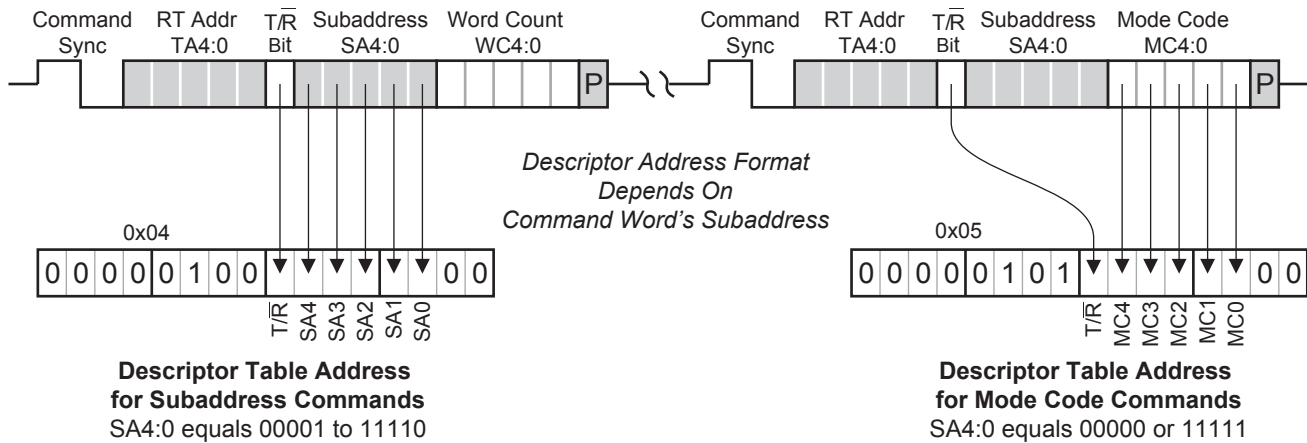 Command Sync
RT Addr TA4:0
T/R̅ Bit
Subaddress SA4:0
Word Count WC4:0
P
Command Sync
RT Addr TA4:0
T/R̅ Bit
Subaddress SA4:0
Mode Code MC4:0
P
Descriptor Address Format
Depends On
Command Word's Subaddress
0x04
0 0 0 0 0 1 0 0 0 0
T/R̅ SA4 SA3 SA2 SA1 SA0
Descriptor Table Address
for Subaddress Commands
SA4:0 equals 00001 to 11110
0x05
0 0 0 0 0 1 0 1 0 0
T/R̅ MC4 MC3 MC2 MC1 MC0
Descriptor Table Address
for Mode Code Commands
SA4:0 equals 00000 or 11111